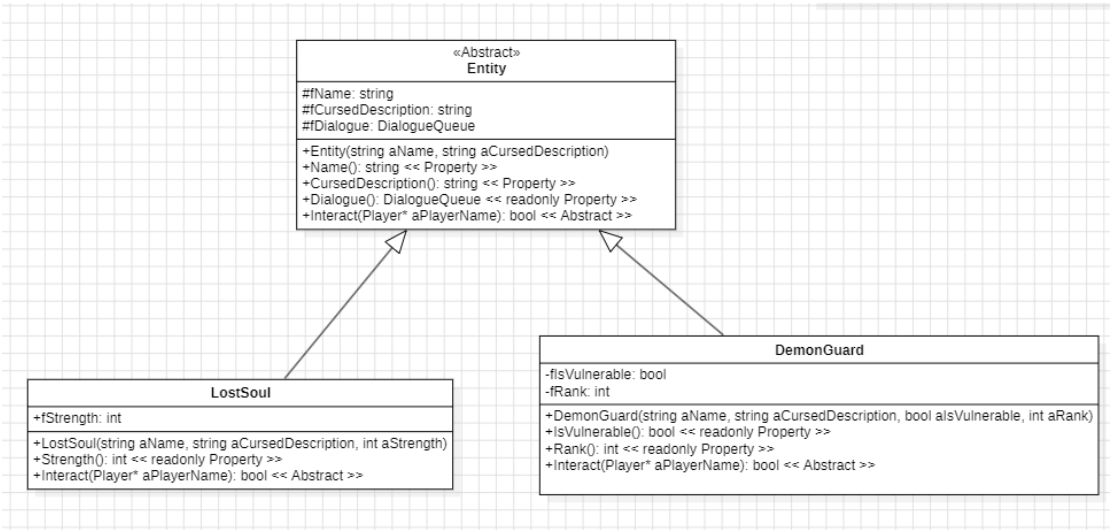 «Abstract»
Entity
#fName: string
#fCursedDescription: string
#fDialogue: DialogueQueue
+Entity(string aName, string aCursedDescription)
+Name(): string << Property >>
+CursedDescription(): string << Property >>
+Dialogue(): DialogueQueue << readonly Property >>
+Interact(Player* aPlayerName): bool << Abstract >>
LostSoul
+fStrength: int
+LostSoul(string aName, string aCursedDescription, int aStrength)
+Strength(): int << readonly Property >>
+Interact(Player* aPlayerName): bool << Abstract >>
DemonGuard
-fIsVulnerable: bool
-fRank: int
+DemonGuard(string aName, string aCursedDescription, bool aIsVulnerable, int aRank)
+IsVulnerable(): bool << readonly Property >>
+Rank(): int << readonly Property >>
+Interact(Player* aPlayerName): bool << Abstract >>